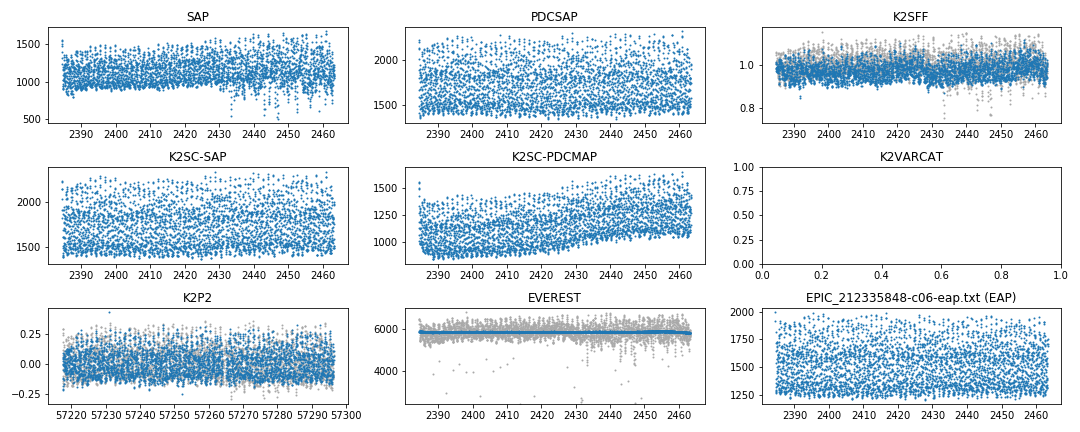 SAP
1500
1000
500
2390 2400 2410 2420 2430 2440 2450 2460
PDCSAP
2000
1500
2390 2400 2410 2420 2430 2440 2450 2460
K2SFF
1.0
0.8
2390 2400 2410 2420 2430 2440 2450 2460
K2SC-SAP
2000
1500
2390 2400 2410 2420 2430 2440 2450 2460
K2SC-PDCMAP
1500
1250
1000
2390 2400 2410 2420 2430 2440 2450 2460
K2VARCAT
1.00
0.75
0.50
0.25
0.00
0.0 0.2 0.4 0.6 0.8 1.0
K2P2
0.25
0.00
−0.25
57220 57230 57240 57250 57260 57270 57280 57290 57300
EVEREST
6000
4000
2390 2400 2410 2420 2430 2440 2450 2460
EPIC_212335848-c06-eap.txt (EAP)
2000
1750
1500
1250
2390 2400 2410 2420 2430 2440 2450 2460